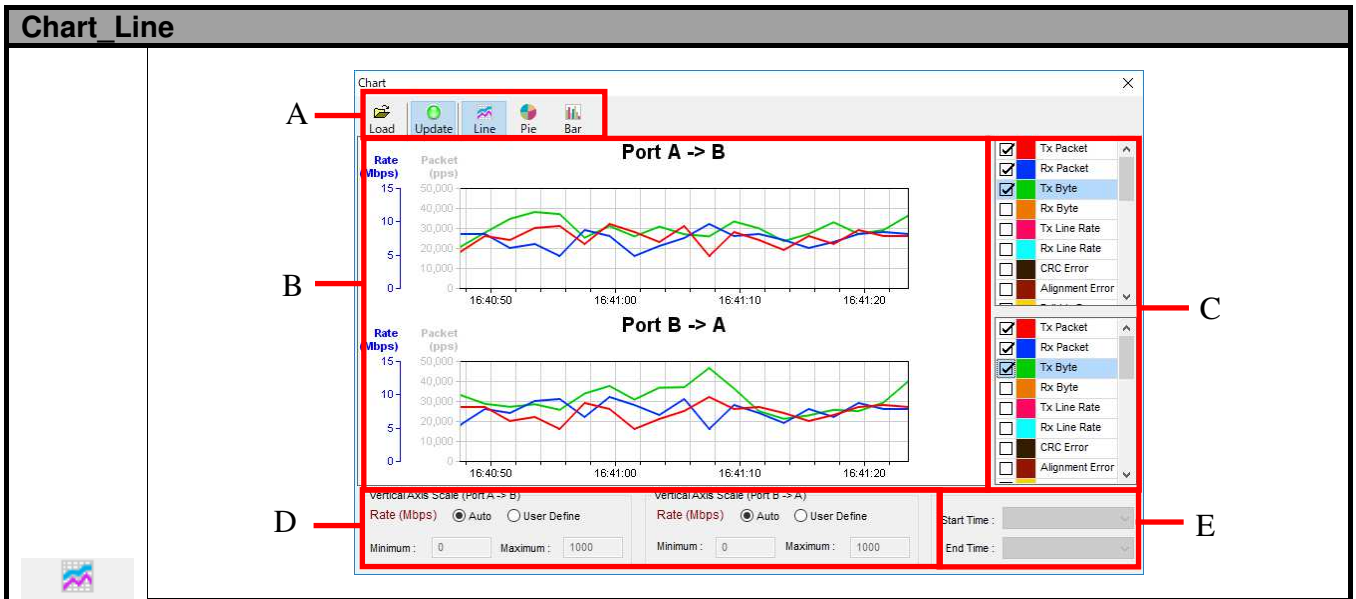 Chart_Line
Chart
A
Load Update Line Pie Bar
Port A -> B
Rate (Mbps)
Packet (pps)
15
10
5
0
50,000
40,000
30,000
20,000
10,000
0
16:40:50 16:41:00 16:41:10 16:41:20
B
Port B -> A
Rate (Mbps)
Packet (pps)
15
10
5
0
50,000
40,000
30,000
20,000
10,000
0
16:40:50 16:41:00 16:41:10 16:41:20
Tx Packet
Rx Packet
Tx Byte
Rx Byte
Tx Line Rate
Rx Line Rate
CRC Error
Alignment Error
C
Tx Packet
Rx Packet
Tx Byte
Rx Byte
Tx Line Rate
Rx Line Rate
CRC Error
Alignment Error
D
Vertical Axis Scale (Port A -> B)
Rate (Mbps) Auto User Define
Minimum : 0 Maximum : 1000
Vertical Axis Scale (Port B -> A)
Rate (Mbps) Auto User Define
Minimum : 0 Maximum : 1000
Start Time :
End Time :
E